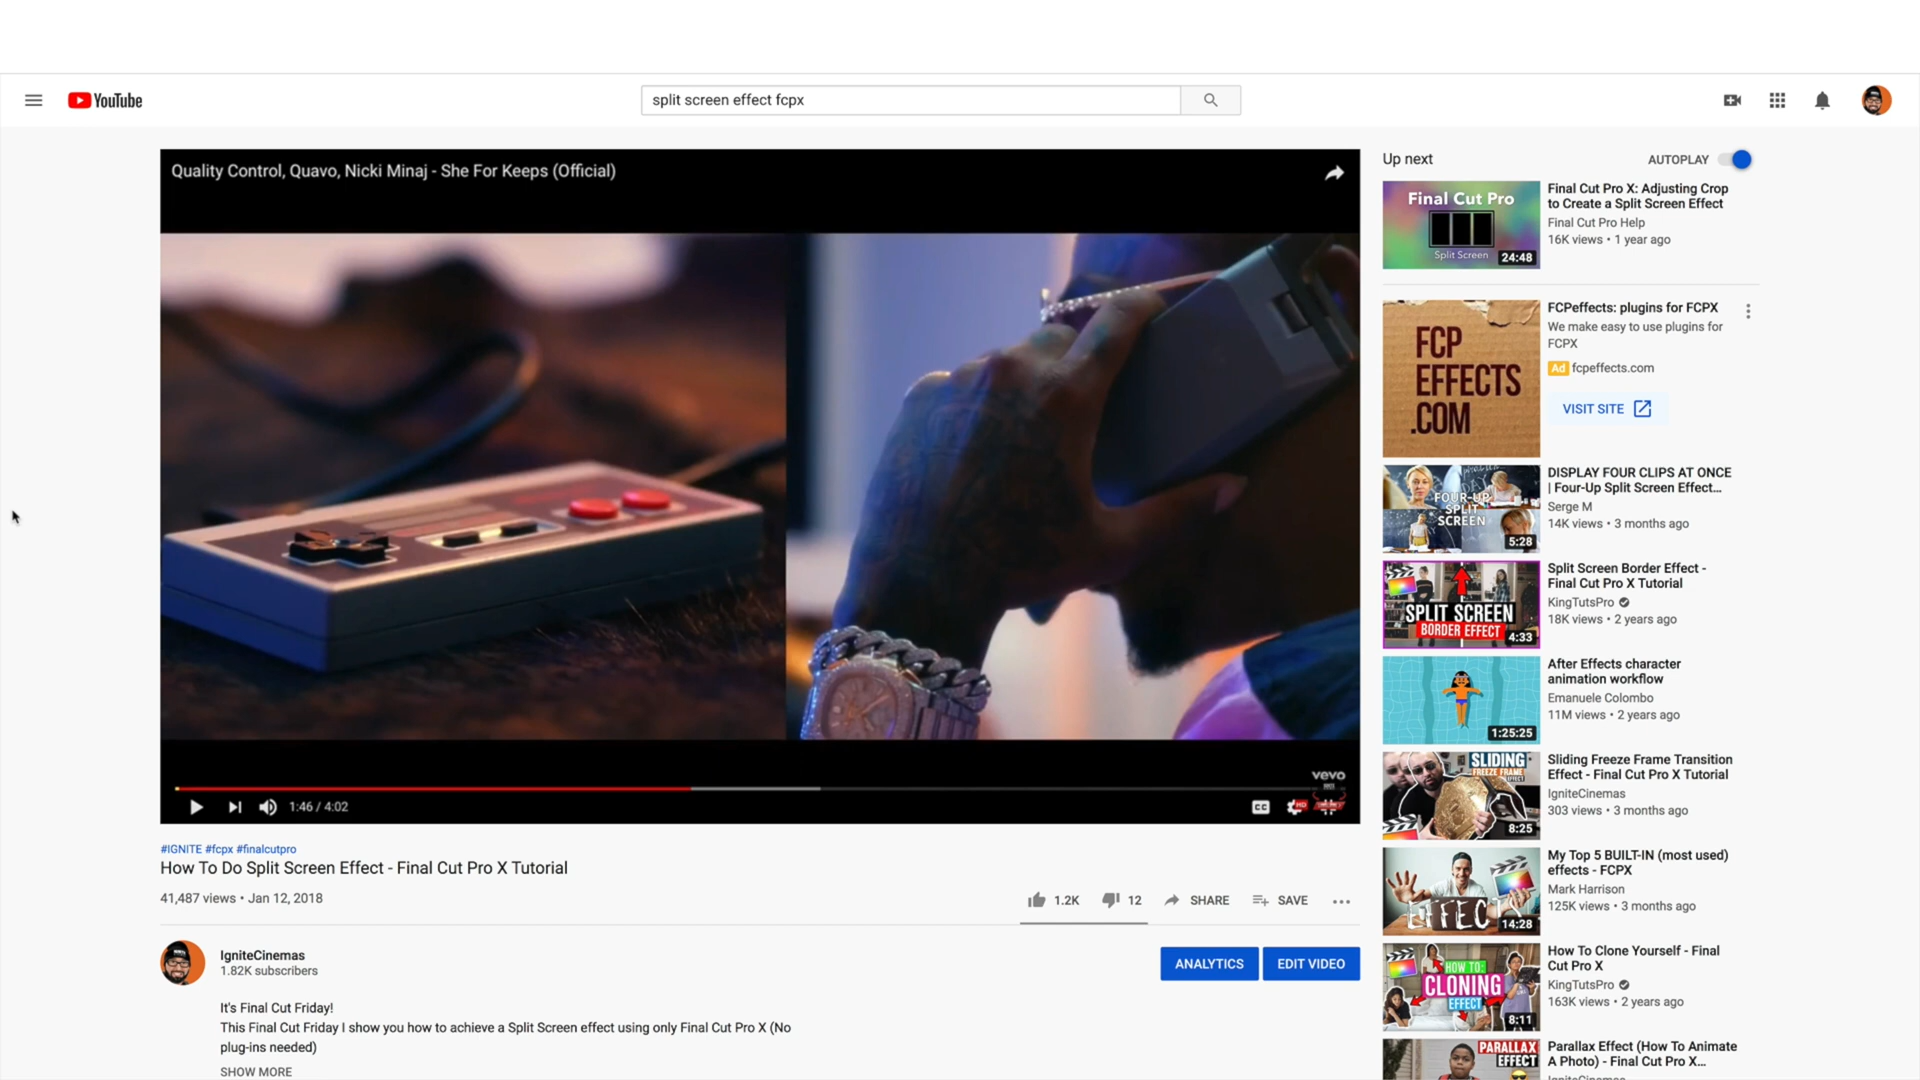 YouTube
split screen effect fcpx
Quality Control, Quavo, Nicki Minaj - She For Keeps (Official)
vevo
1:46 / 4:02
CC
HD
#IGNITE #fcpx #finalcutpro
How To Do Split Screen Effect - Final Cut Pro X Tutorial
41,487 views • Jan 12, 2018
1.2K
12
SHARE
SAVE
IgniteCinemas
1.82K subscribers
ANALYTICS
EDIT VIDEO
It's Final Cut Friday!
This Final Cut Friday I show you how to achieve a Split Screen effect using only Final Cut Pro X (No
plug-ins needed)
SHOW MORE
Up next
AUTOPLAY
Final Cut Pro
Split Screen
24:48
Final Cut Pro X: Adjusting Crop
to Create a Split Screen Effect
Final Cut Pro Help
16K views • 1 year ago
FCP
EFFECTS
.COM
FCPeffects: plugins for FCPX
We make easy to use plugins for
FCPX
Ad fcpeffects.com
VISIT SITE
FOUR-UP
SPLIT
SCREEN
5:28
DISPLAY FOUR CLIPS AT ONCE
| Four-Up Split Screen Effect...
Serge M
14K views • 3 months ago
SPLIT SCREEN
BORDER EFFECT
4:33
Split Screen Border Effect -
Final Cut Pro X Tutorial
KingTutsPro
18K views • 2 years ago
1:25:25
After Effects character
animation workflow
Emanuele Colombo
11M views • 2 years ago
SLIDING
FREEZE FRAME
EFFECT
8:25
Sliding Freeze Frame Transition
Effect - Final Cut Pro X Tutorial
IgniteCinemas
303 views • 3 months ago
EFFECTS
14:28
My Top 5 BUILT-IN (most used)
effects - FCPX
Mark Harrison
125K views • 3 months ago
HOW TO:
CLONING
EFFECT
8:11
How To Clone Yourself - Final
Cut Pro X
KingTutsPro
163K views • 2 years ago
PARALLAX
EFFECT
Parallax Effect (How To Animate
A Photo) - Final Cut Pro X...